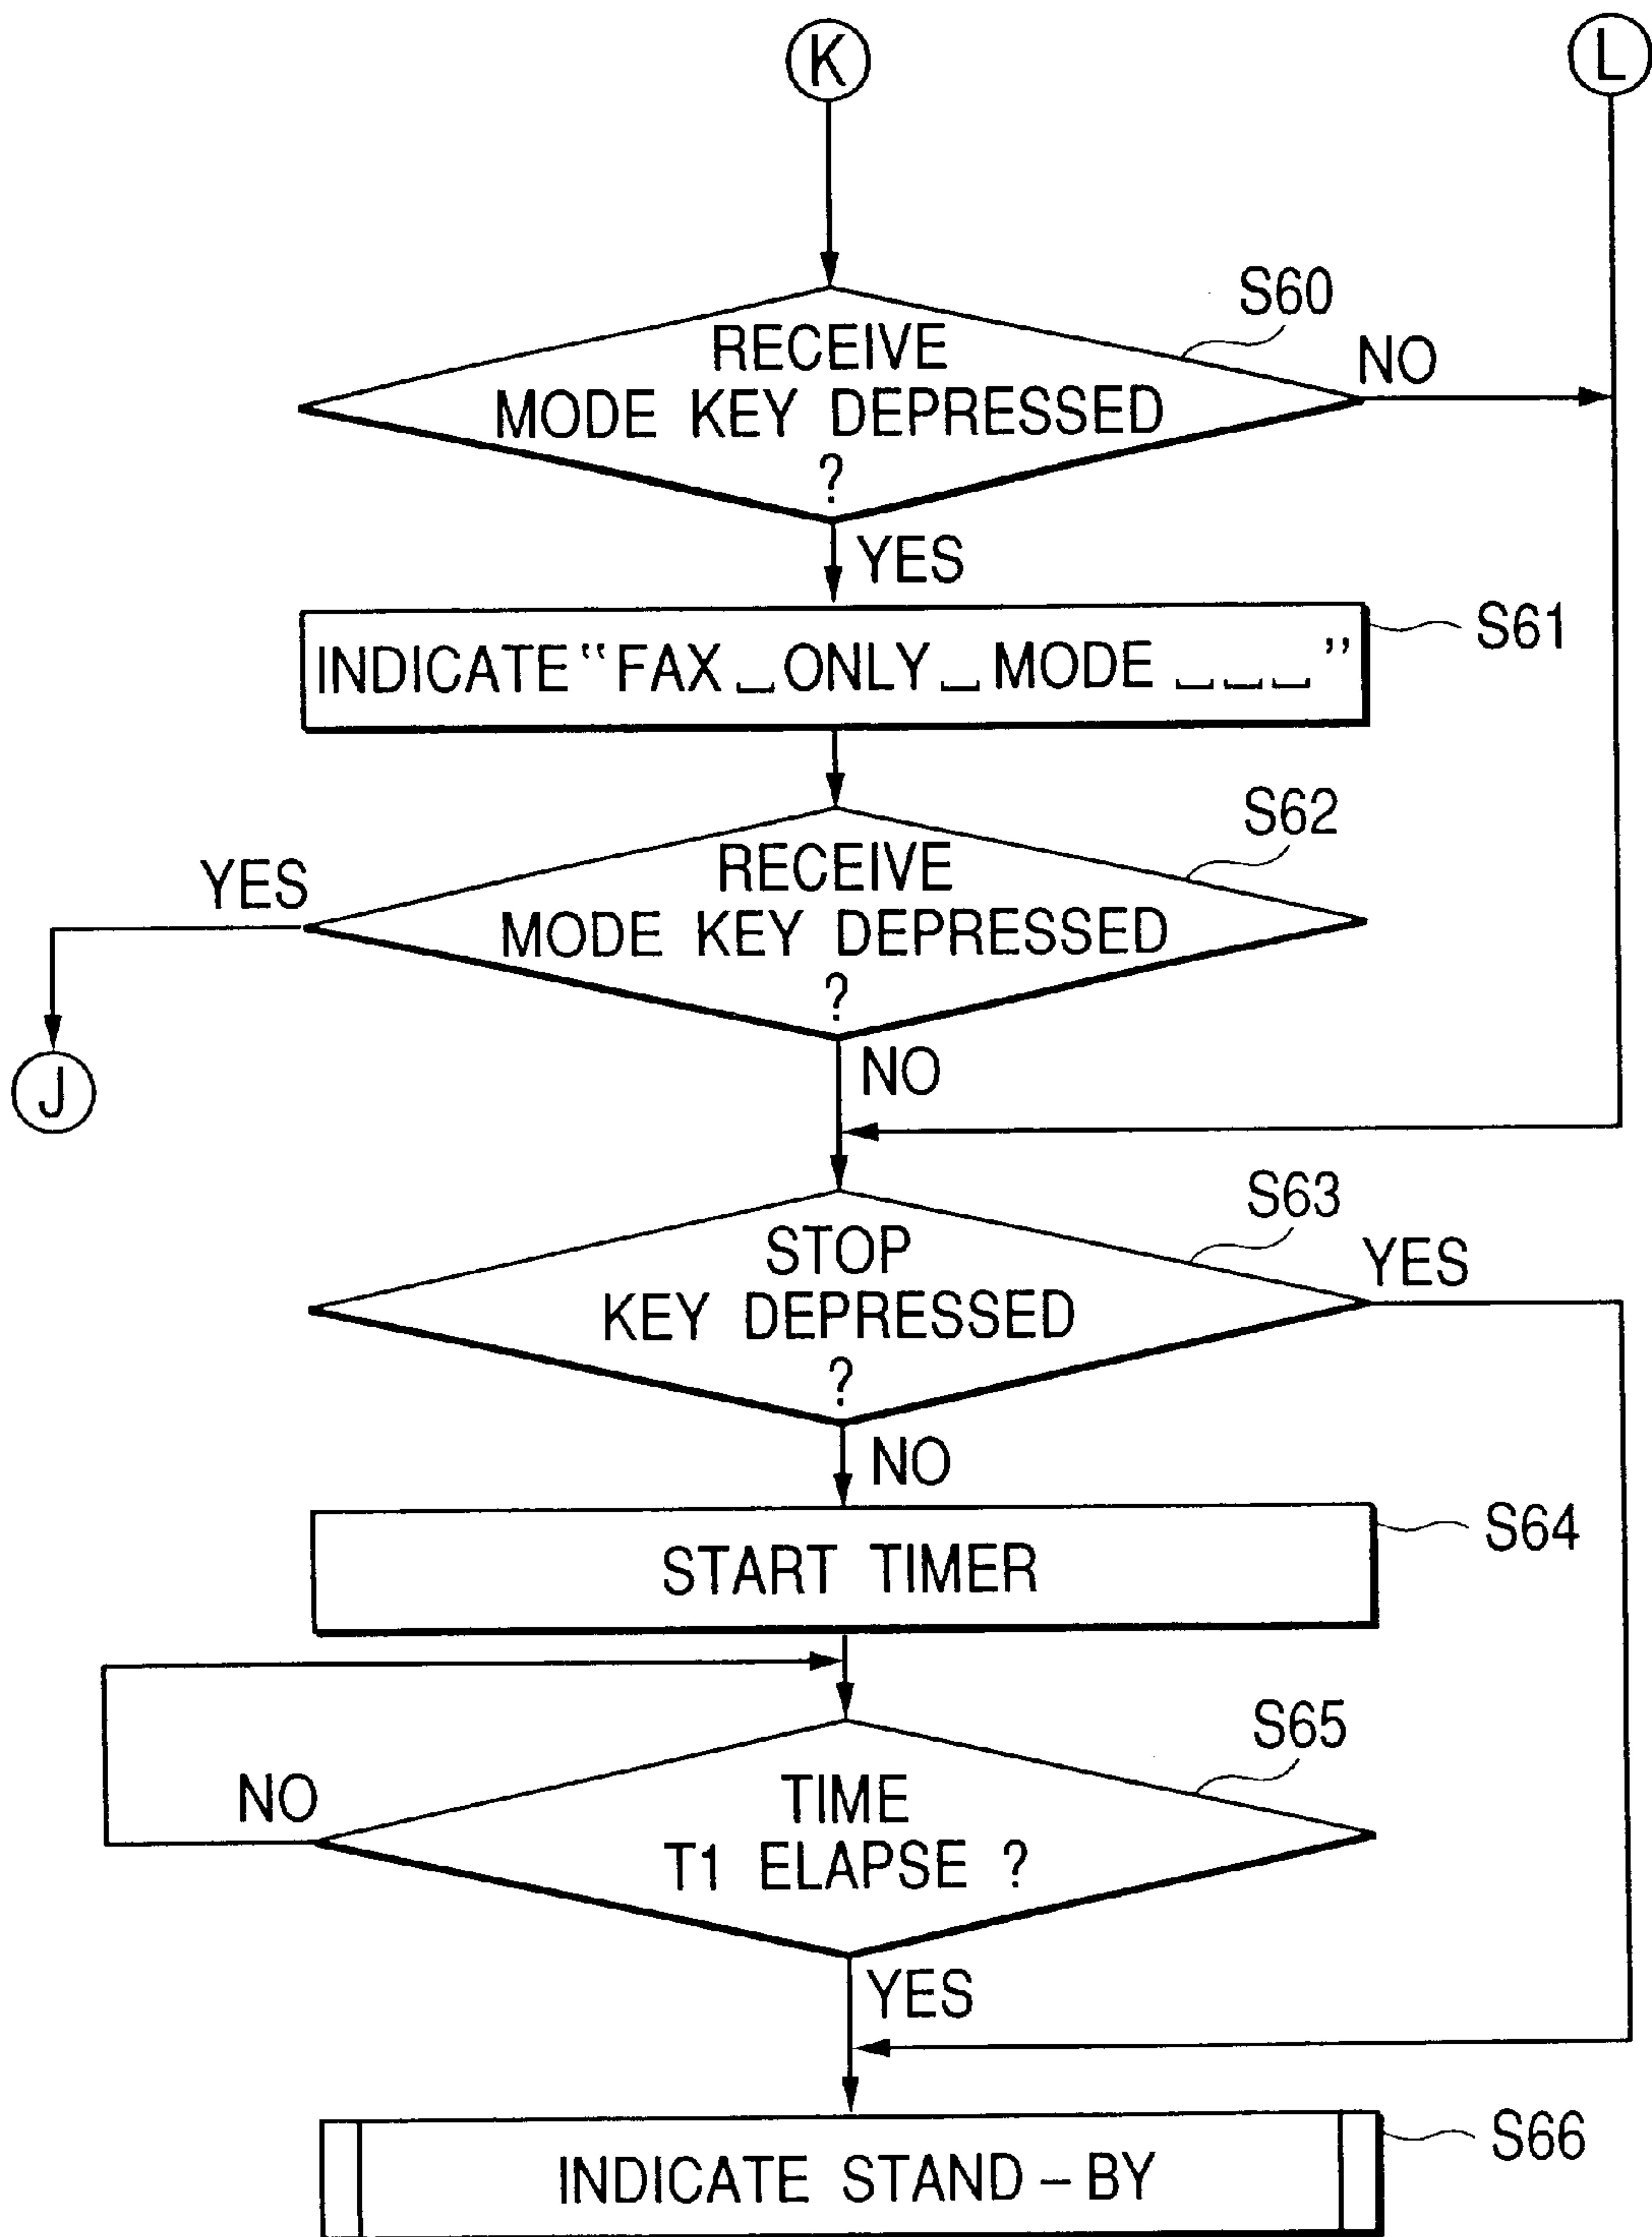 K
L
S60
RECEIVE
MODE KEY DEPRESSED
?
NO
YES
S61
INDICATE "FAX␣ONLY␣MODE␣␣␣"
S62
RECEIVE
MODE KEY DEPRESSED
?
YES
J
NO
S63
STOP
KEY DEPRESSED
?
YES
NO
S64
START TIMER
S65
TIME
T1 ELAPSE ?
NO
YES
S66
INDICATE STAND-BY